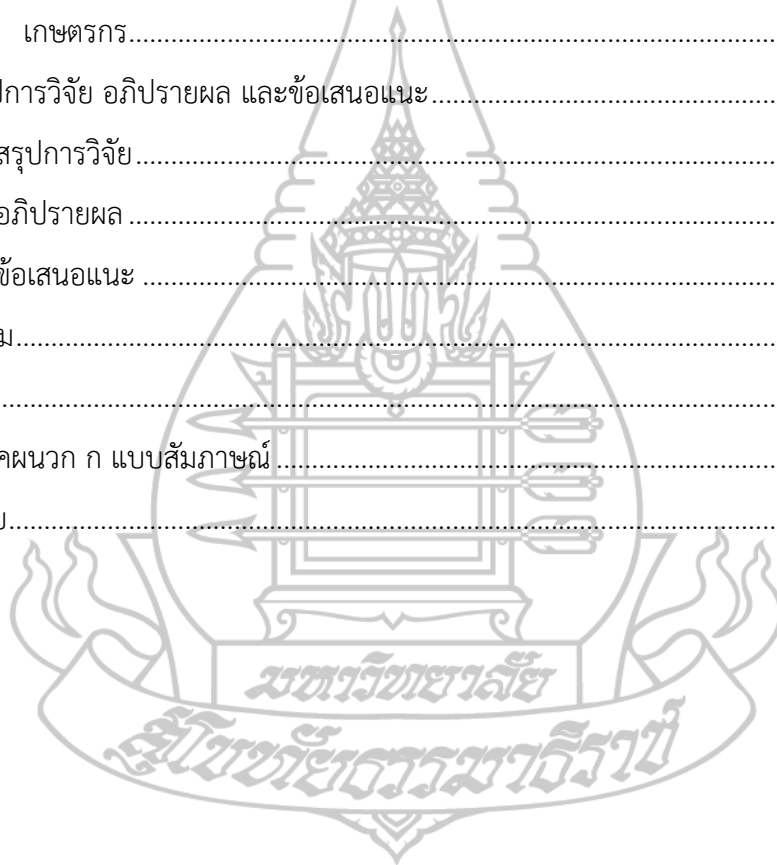 เกษตรกร
ปการวิจัย อภิปรายผล และข้อเสนอแนะ
สรุปการวิจัย
อภิปรายผล
ข้อเสนอแนะ
ม
คผนวก ก แบบสัมภาษณ์
มหาวิทยาลัย
สุโขทัยธรรมาธิราช